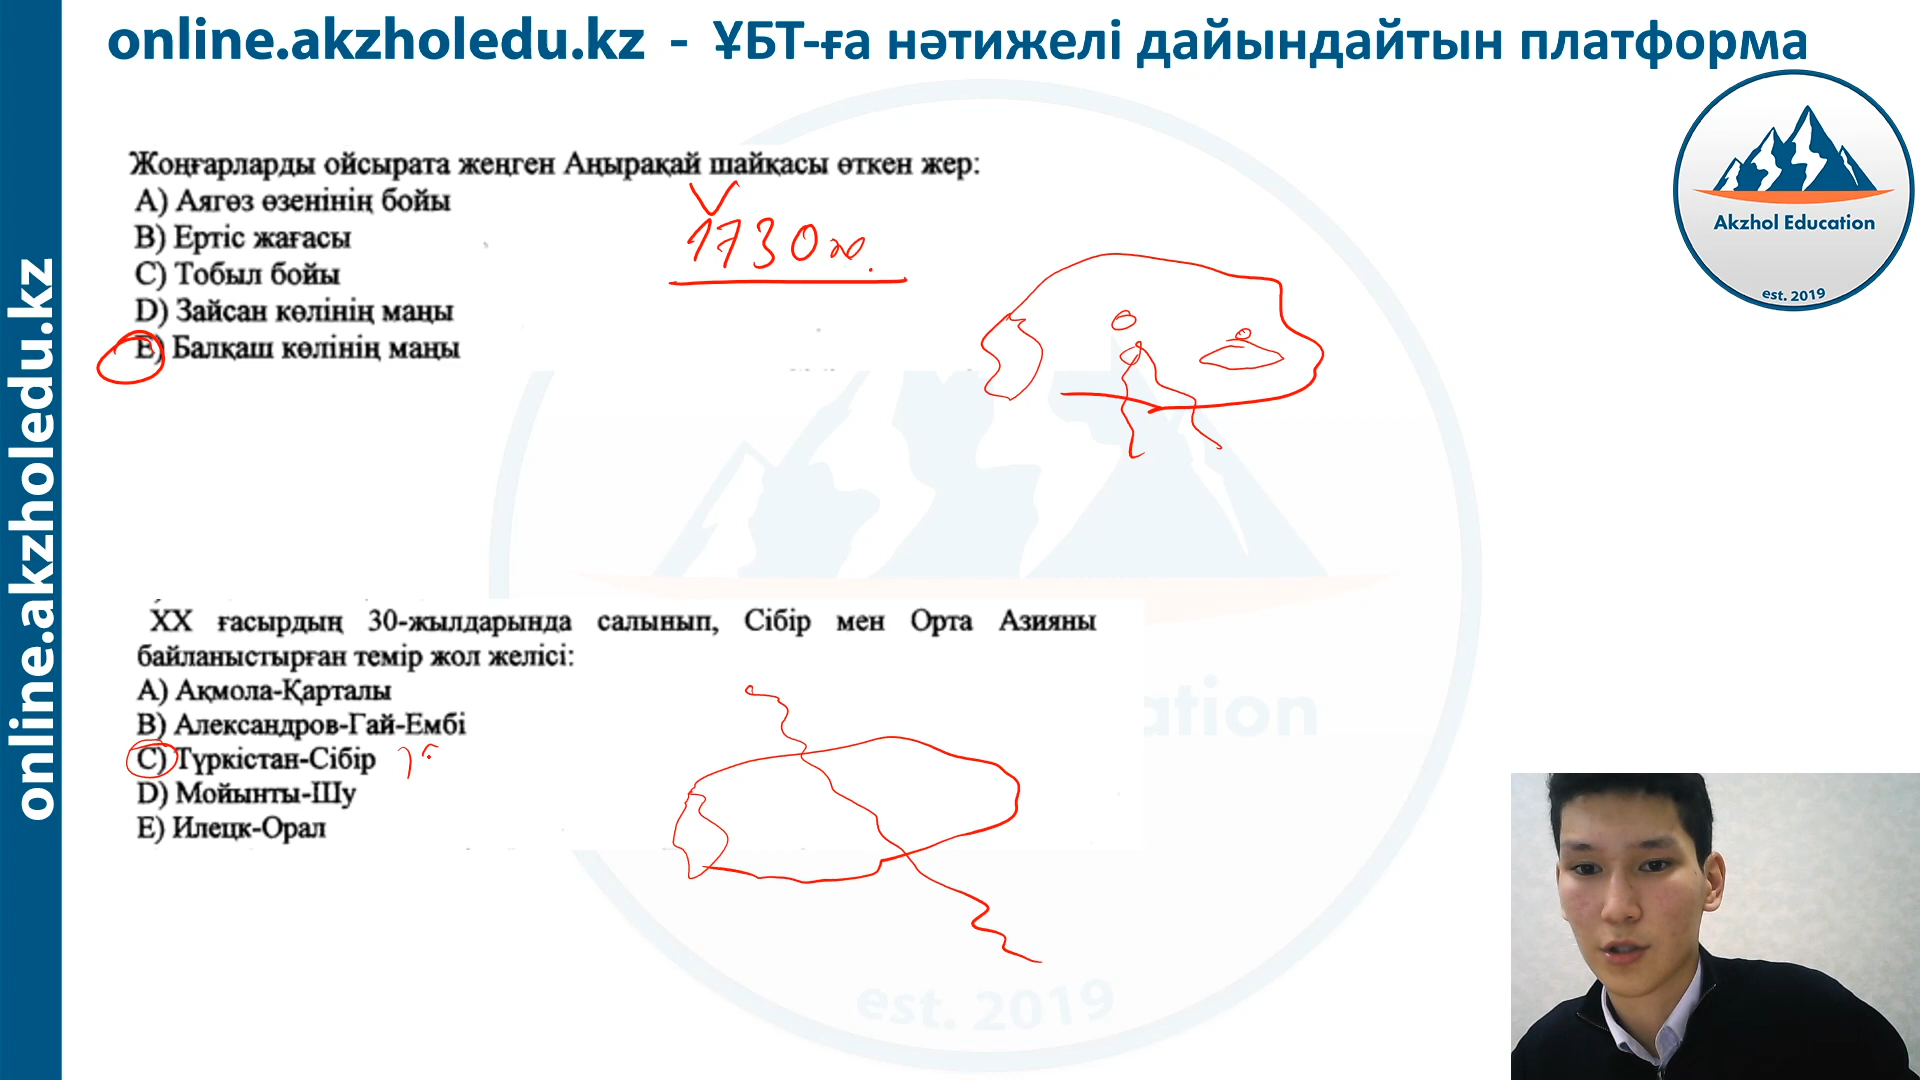 online.akzholedu.kz - ҰБТ-ға нәтижелі дайындайтын платформа
Akzhol Education
est. 2019
online.akzholedu.kz
Жоңғарларды ойсырата жеңген Аңырақай шайқасы өткен жер:
A) Аягөз өзенінің бойы
B) Ертіс жағасы
C) Тобыл бойы
D) Зайсан көлінің маңы
E) Балқаш көлінің маңы
1730ж.
XX ғасырдың 30-жылдарында салынып, Сібір мен Орта Азияны
байланыстырған темір жол желісі:
A) Ақмола-Қарталы
B) Александров-Гай-Ембі
C) Түркістан-Сібір
D) Мойынты-Шу
E) Илецк-Орал
ation
est. 2019